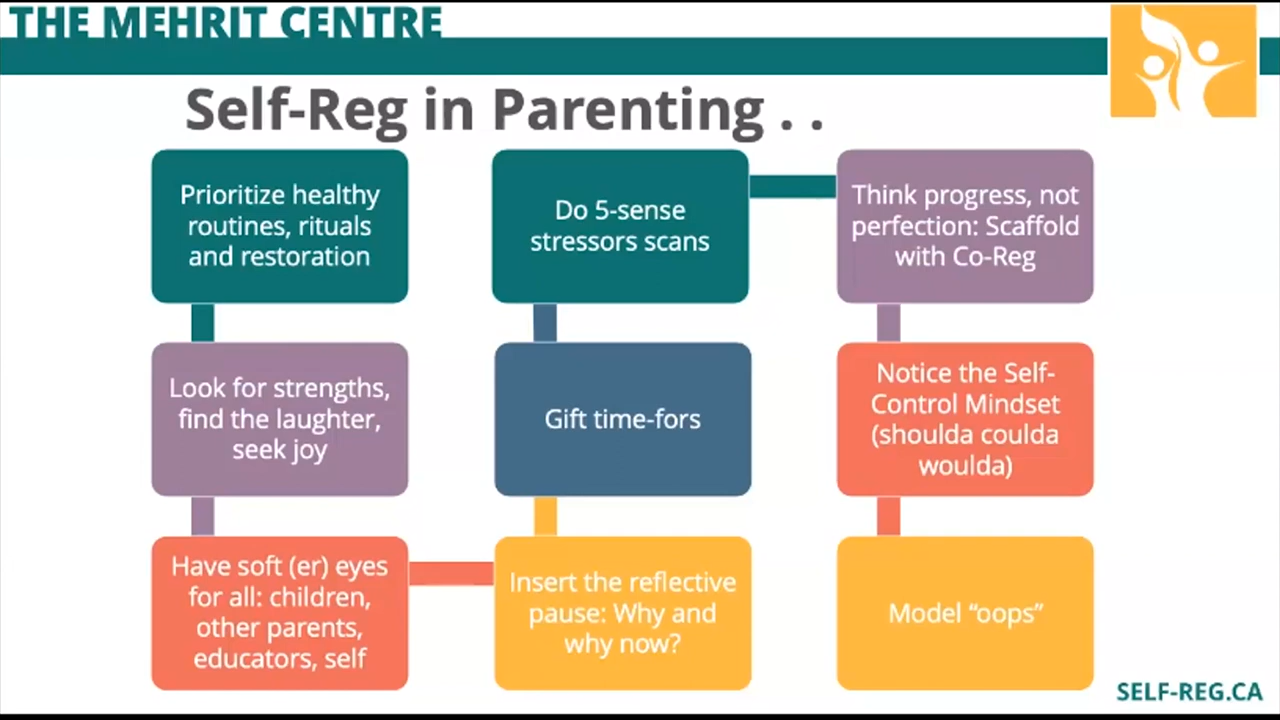 THE MEHRIT CENTRE
Self-Reg in Parenting . .
Prioritize healthy
routines, rituals
and restoration
Look for strengths,
find the laughter,
seek joy
Have soft (er) eyes
for all: children,
other parents,
educators, self
Insert the reflective
pause: Why and
why now?
Gift time-fors
Do 5-sense
stressors scans
Think progress, not
perfection: Scaffold
with Co-Reg
Notice the Self-
Control Mindset
(shoulda coulda
woulda)
Model “oops”
SELF-REG.CA